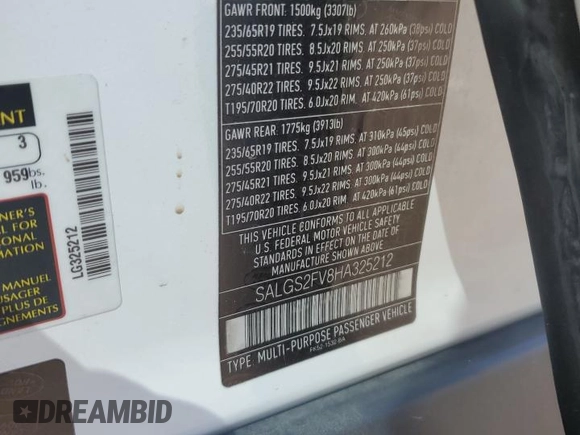 GAWR FRONT: 1500kg (3307lb)
235/65R19 TIRES. 7.5Jx19 RIMS. AT 260kPa (38psi) COLD
255/55R20 TIRES. 8.5Jx20 RIMS. AT 250kPa (37psi) COLD
275/45R21 TIRES. 9.5Jx21 RIMS. AT 250kPa (37psi) COLD
275/40R22 TIRES. 9.5Jx22 RIMS. AT 250kPa (37psi) COLD
T195/70R20 TIRES. 6.0Jx20 RIM. AT 420kPa (61psi) COLD
GAWR REAR: 1775kg (3913lb)
235/65R19 TIRES. 7.5Jx19 RIMS. AT 310kPa (45psi) COLD
255/55R20 TIRES. 8.5Jx20 RIMS. AT 300kPa (44psi) COLD
275/45R21 TIRES. 9.5Jx21 RIMS. AT 300kPa (44psi) COLD
275/40R22 TIRES. 9.5Jx22 RIMS. AT 300kPa (44psi) COLD
T195/70R20 TIRES. 6.0Jx20 RIM. AT 420kPa (61psi) COLD
THIS VEHICLE CONFORMS TO ALL APPLICABLE
U.S. FEDERAL MOTOR VEHICLE SAFETY
STANDARDS IN EFFECT ON THE DATE OF
MANUFACTURE SHOWN ABOVE
SALGS2FV8HA325212
TYPE: MULTI-PURPOSE PASSENGER VEHICLE
3
959 lbs.
lb.
LG325212
MANUEL
DREAMBID